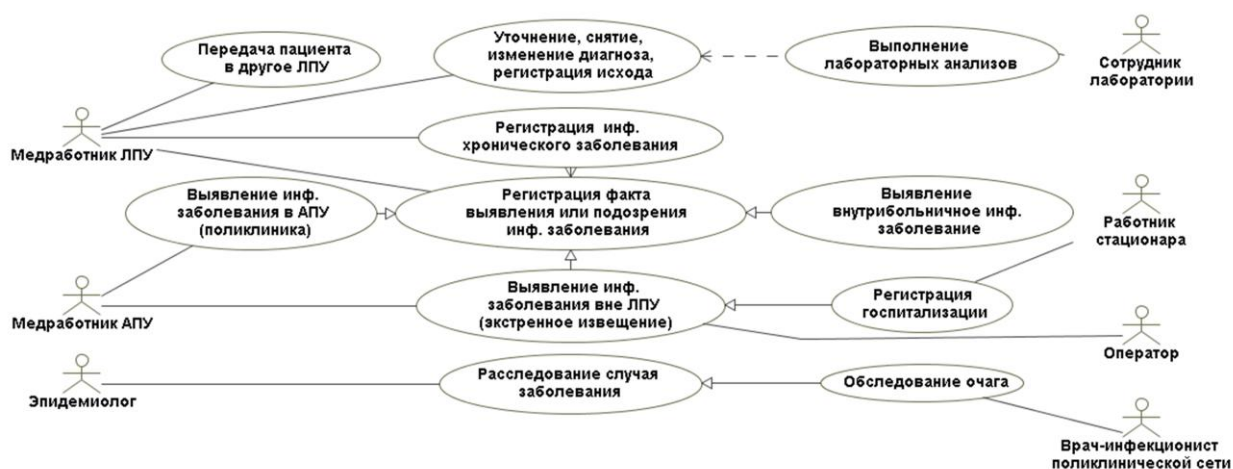 Передача пациента
в другое ЛПУ
Уточнение, снятие,
изменение диагноза,
регистрация исхода
Выполнение
лабораторных анализов
Сотрудник
лаборатории
Медработник ЛПУ
Регистрация инф.
хронического заболевания
Выявление инф.
заболевания в АПУ
(поликлиника)
Регистрация факта
выявления или подозрения
инф. заболевания
Выявление
внутрибольничное инф.
заболевание
Работник
стационара
Медработник АПУ
Выявление инф.
заболевания вне ЛПУ
(экстренное извещение)
Регистрация
госпитализации
Оператор
Эпидемиолог
Расследование случая
заболевания
Обследование очага
Врач-инфекционист
поликлинической сети